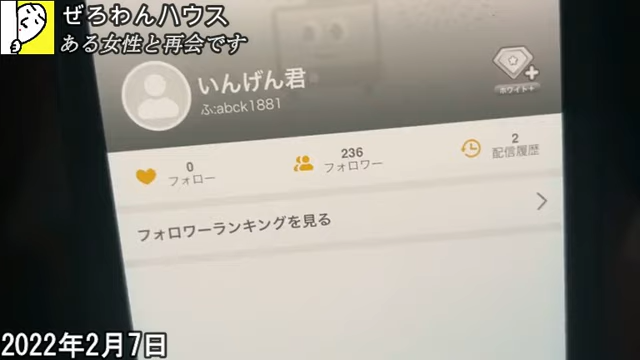 ぜろわんハウス
ある女性と再会です
いんげん君
ふ:abck1881
ホワイト+
0
フォロー
236
フォロワー
2
配信履歴
フォロワーランキングを見る
2022年2月7日